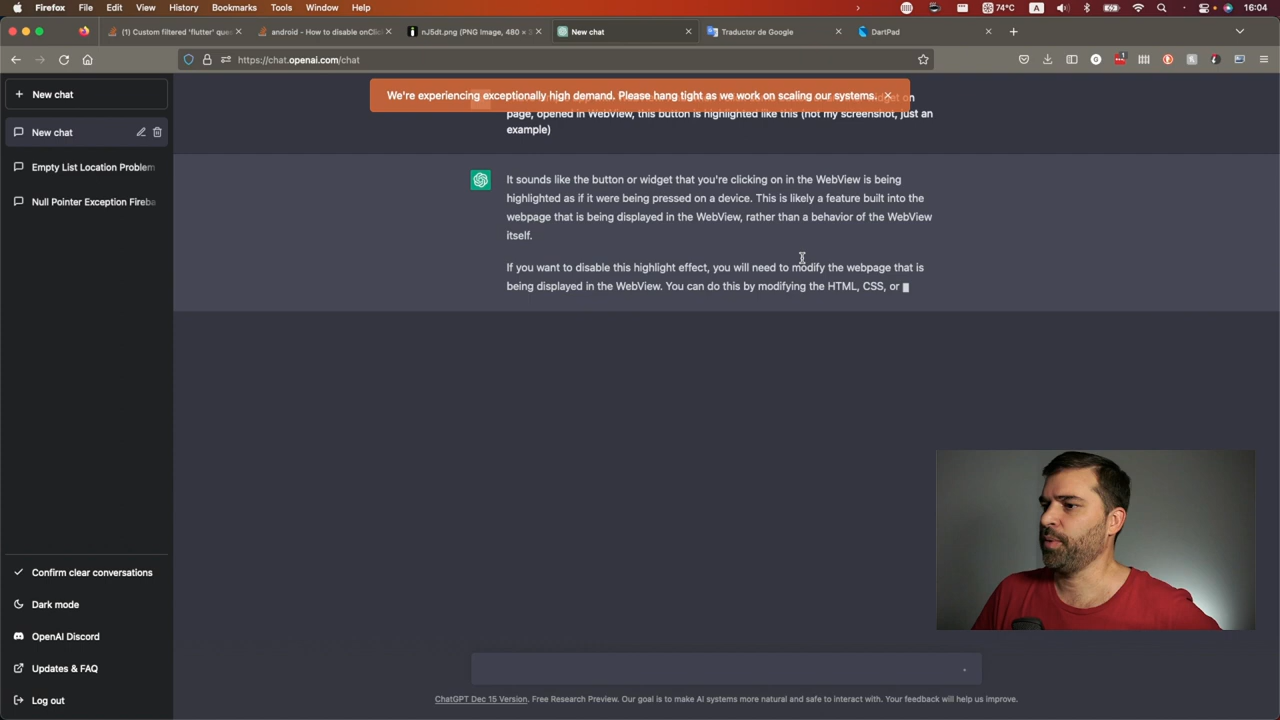 Firefox File Edit View History Bookmarks Tools Window Help 74°C A 16:04
(1) Custom filtered 'flutter' que
android - How to disable onClic
nJ5dt.png (PNG Image, 480 ×
New chat
Traductor de Google
DartPad
https://chat.openai.com/chat
1
New chat
New chat
Empty List Location Problem
Null Pointer Exception Fireba
We're experiencing exceptionally high demand. Please hang tight as we work on scaling our systems.
on
page, opened in WebView, this button is highlighted like this (not my screenshot, just an
example)
It sounds like the button or widget that you're clicking on in the WebView is being
highlighted as if it were being pressed on a device. This is likely a feature built into the
webpage that is being displayed in the WebView, rather than a behavior of the WebView
itself.
If you want to disable this highlight effect, you will need to modify the webpage that is
being displayed in the WebView. You can do this by modifying the HTML, CSS, or
Confirm clear conversations
Dark mode
OpenAI Discord
Updates & FAQ
Log out
ChatGPT Dec 15 Version. Free Research Preview. Our goal is to make AI systems more natural and safe to interact with. Your feedback will help us improve.